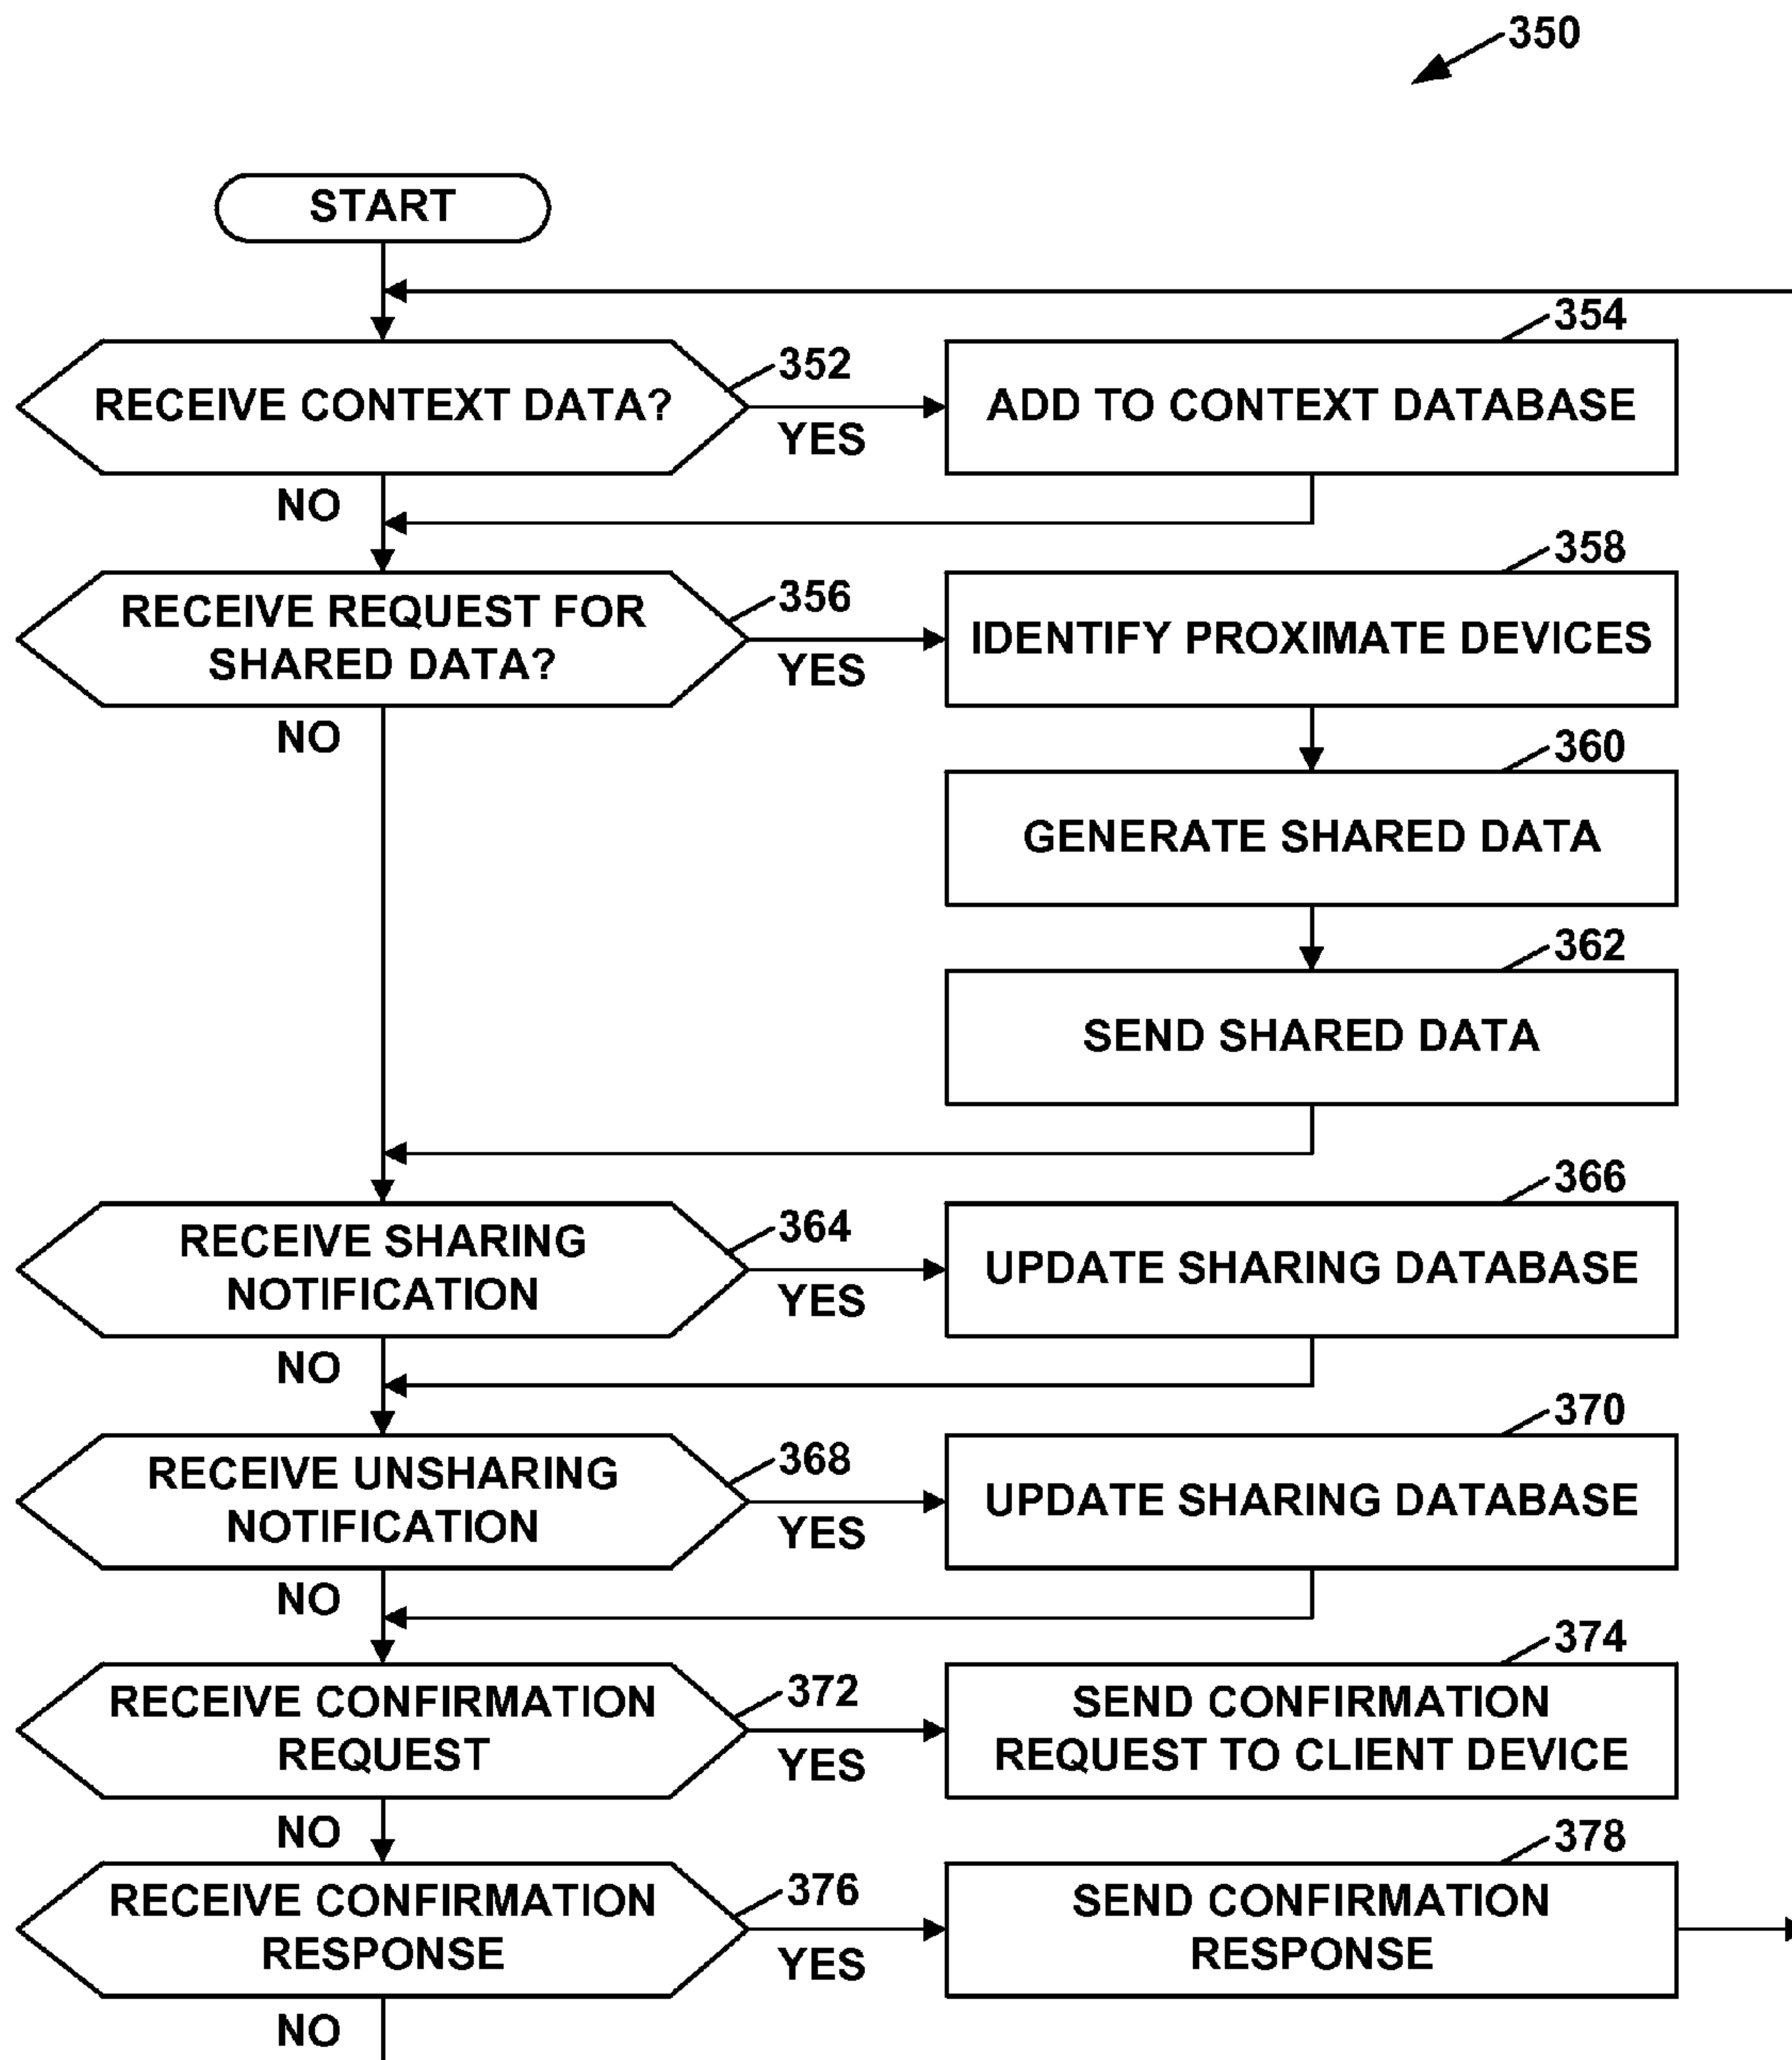 350
START
352
RECEIVE CONTEXT DATA?
YES
NO
354
ADD TO CONTEXT DATABASE
356
RECEIVE REQUEST FOR
SHARED DATA?
YES
NO
358
IDENTIFY PROXIMATE DEVICES
360
GENERATE SHARED DATA
362
SEND SHARED DATA
364
RECEIVE SHARING
NOTIFICATION
YES
NO
366
UPDATE SHARING DATABASE
368
RECEIVE UNSHARING
NOTIFICATION
YES
NO
370
UPDATE SHARING DATABASE
372
RECEIVE CONFIRMATION
REQUEST
YES
NO
374
SEND CONFIRMATION
REQUEST TO CLIENT DEVICE
376
RECEIVE CONFIRMATION
RESPONSE
YES
NO
378
SEND CONFIRMATION
RESPONSE